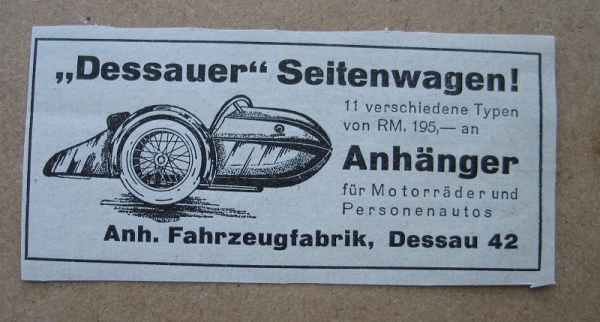 „Dessauer“ Seitenwagen!
11 verschiedene Typen
von RM. 195,— an
Anhänger
für Motorräder und
Personenautos
Anh. Fahrzeugfabrik, Dessau 42